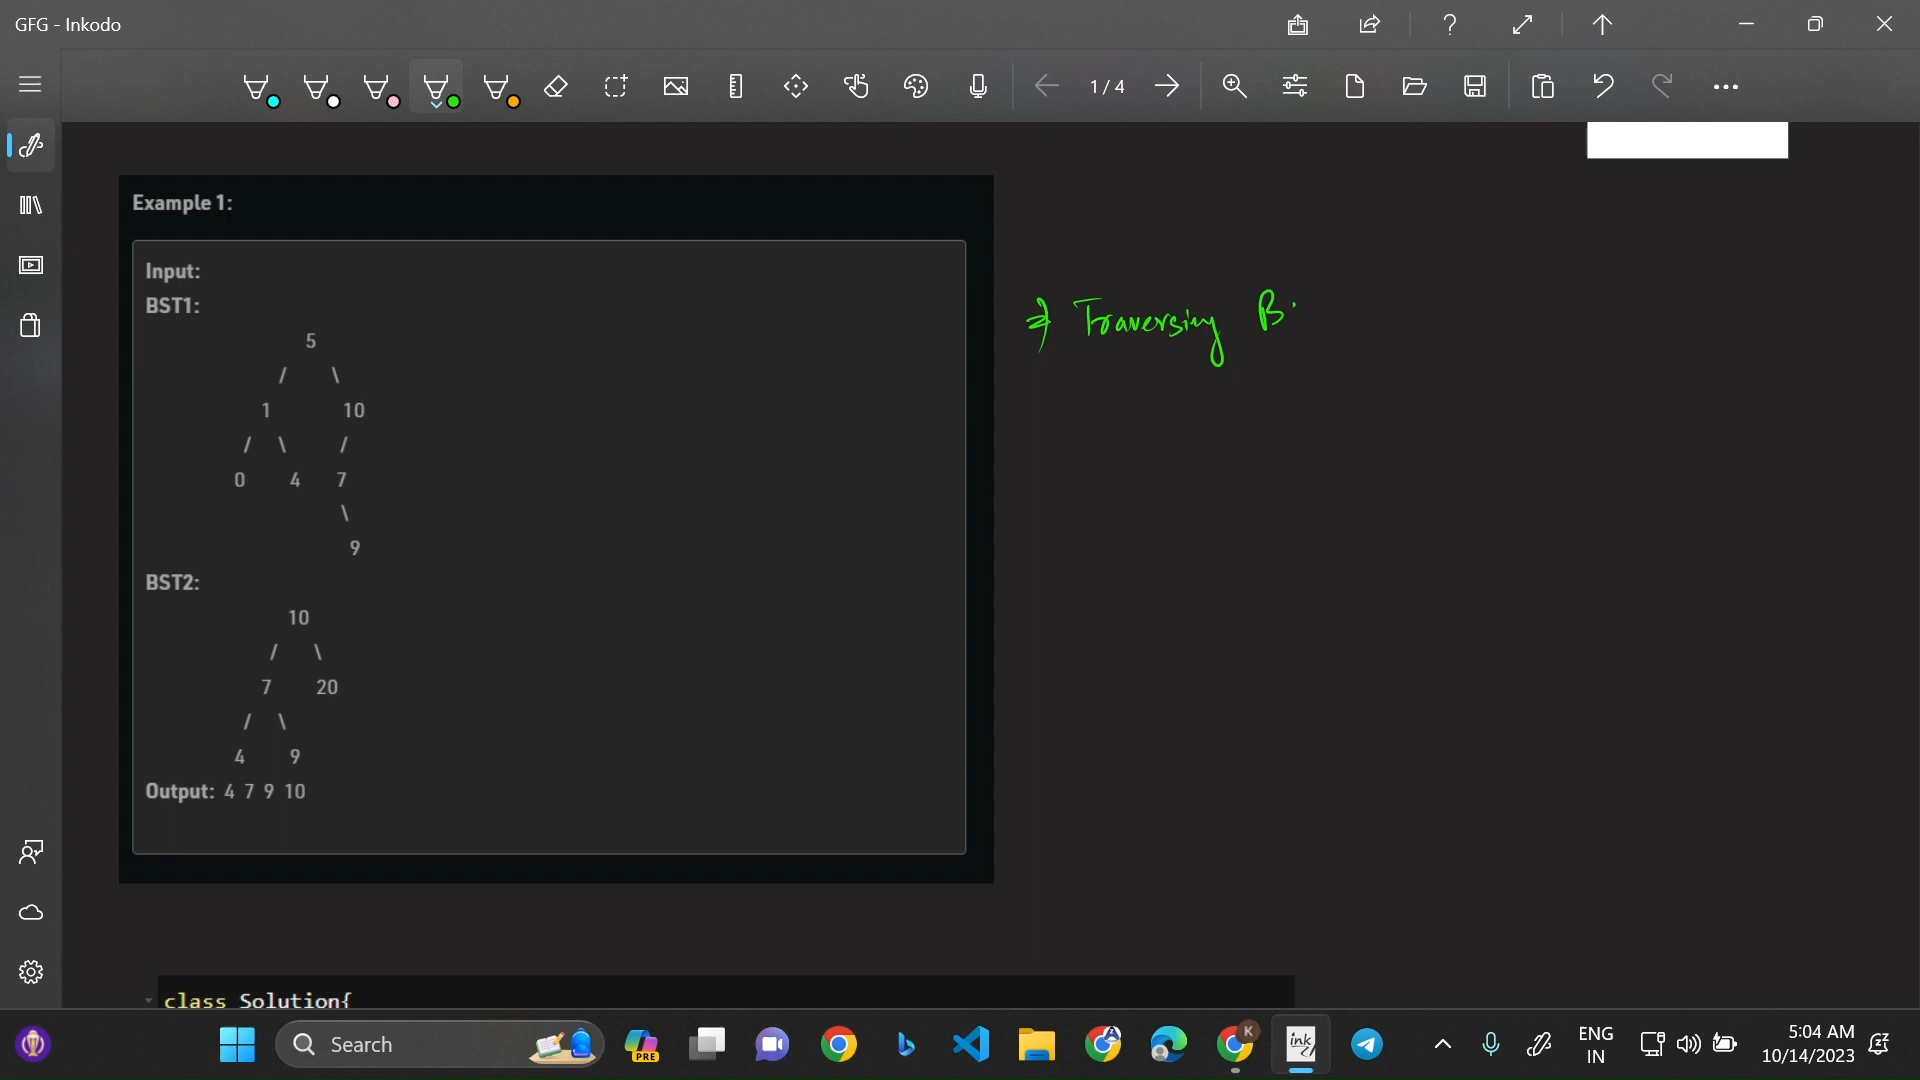 GFG - Inkodo
1 / 4
Example 1:
Input:
BST1:
5
/ \
1 10
/ \ /
0 4 7
\
9
BST2:
10
/ \
7 20
/ \
4 9
Output: 4 7 9 10
⇒ Traversing B
class Solution{
Search
PRE
K
ink
ENG
IN
5:04 AM
10/14/2023